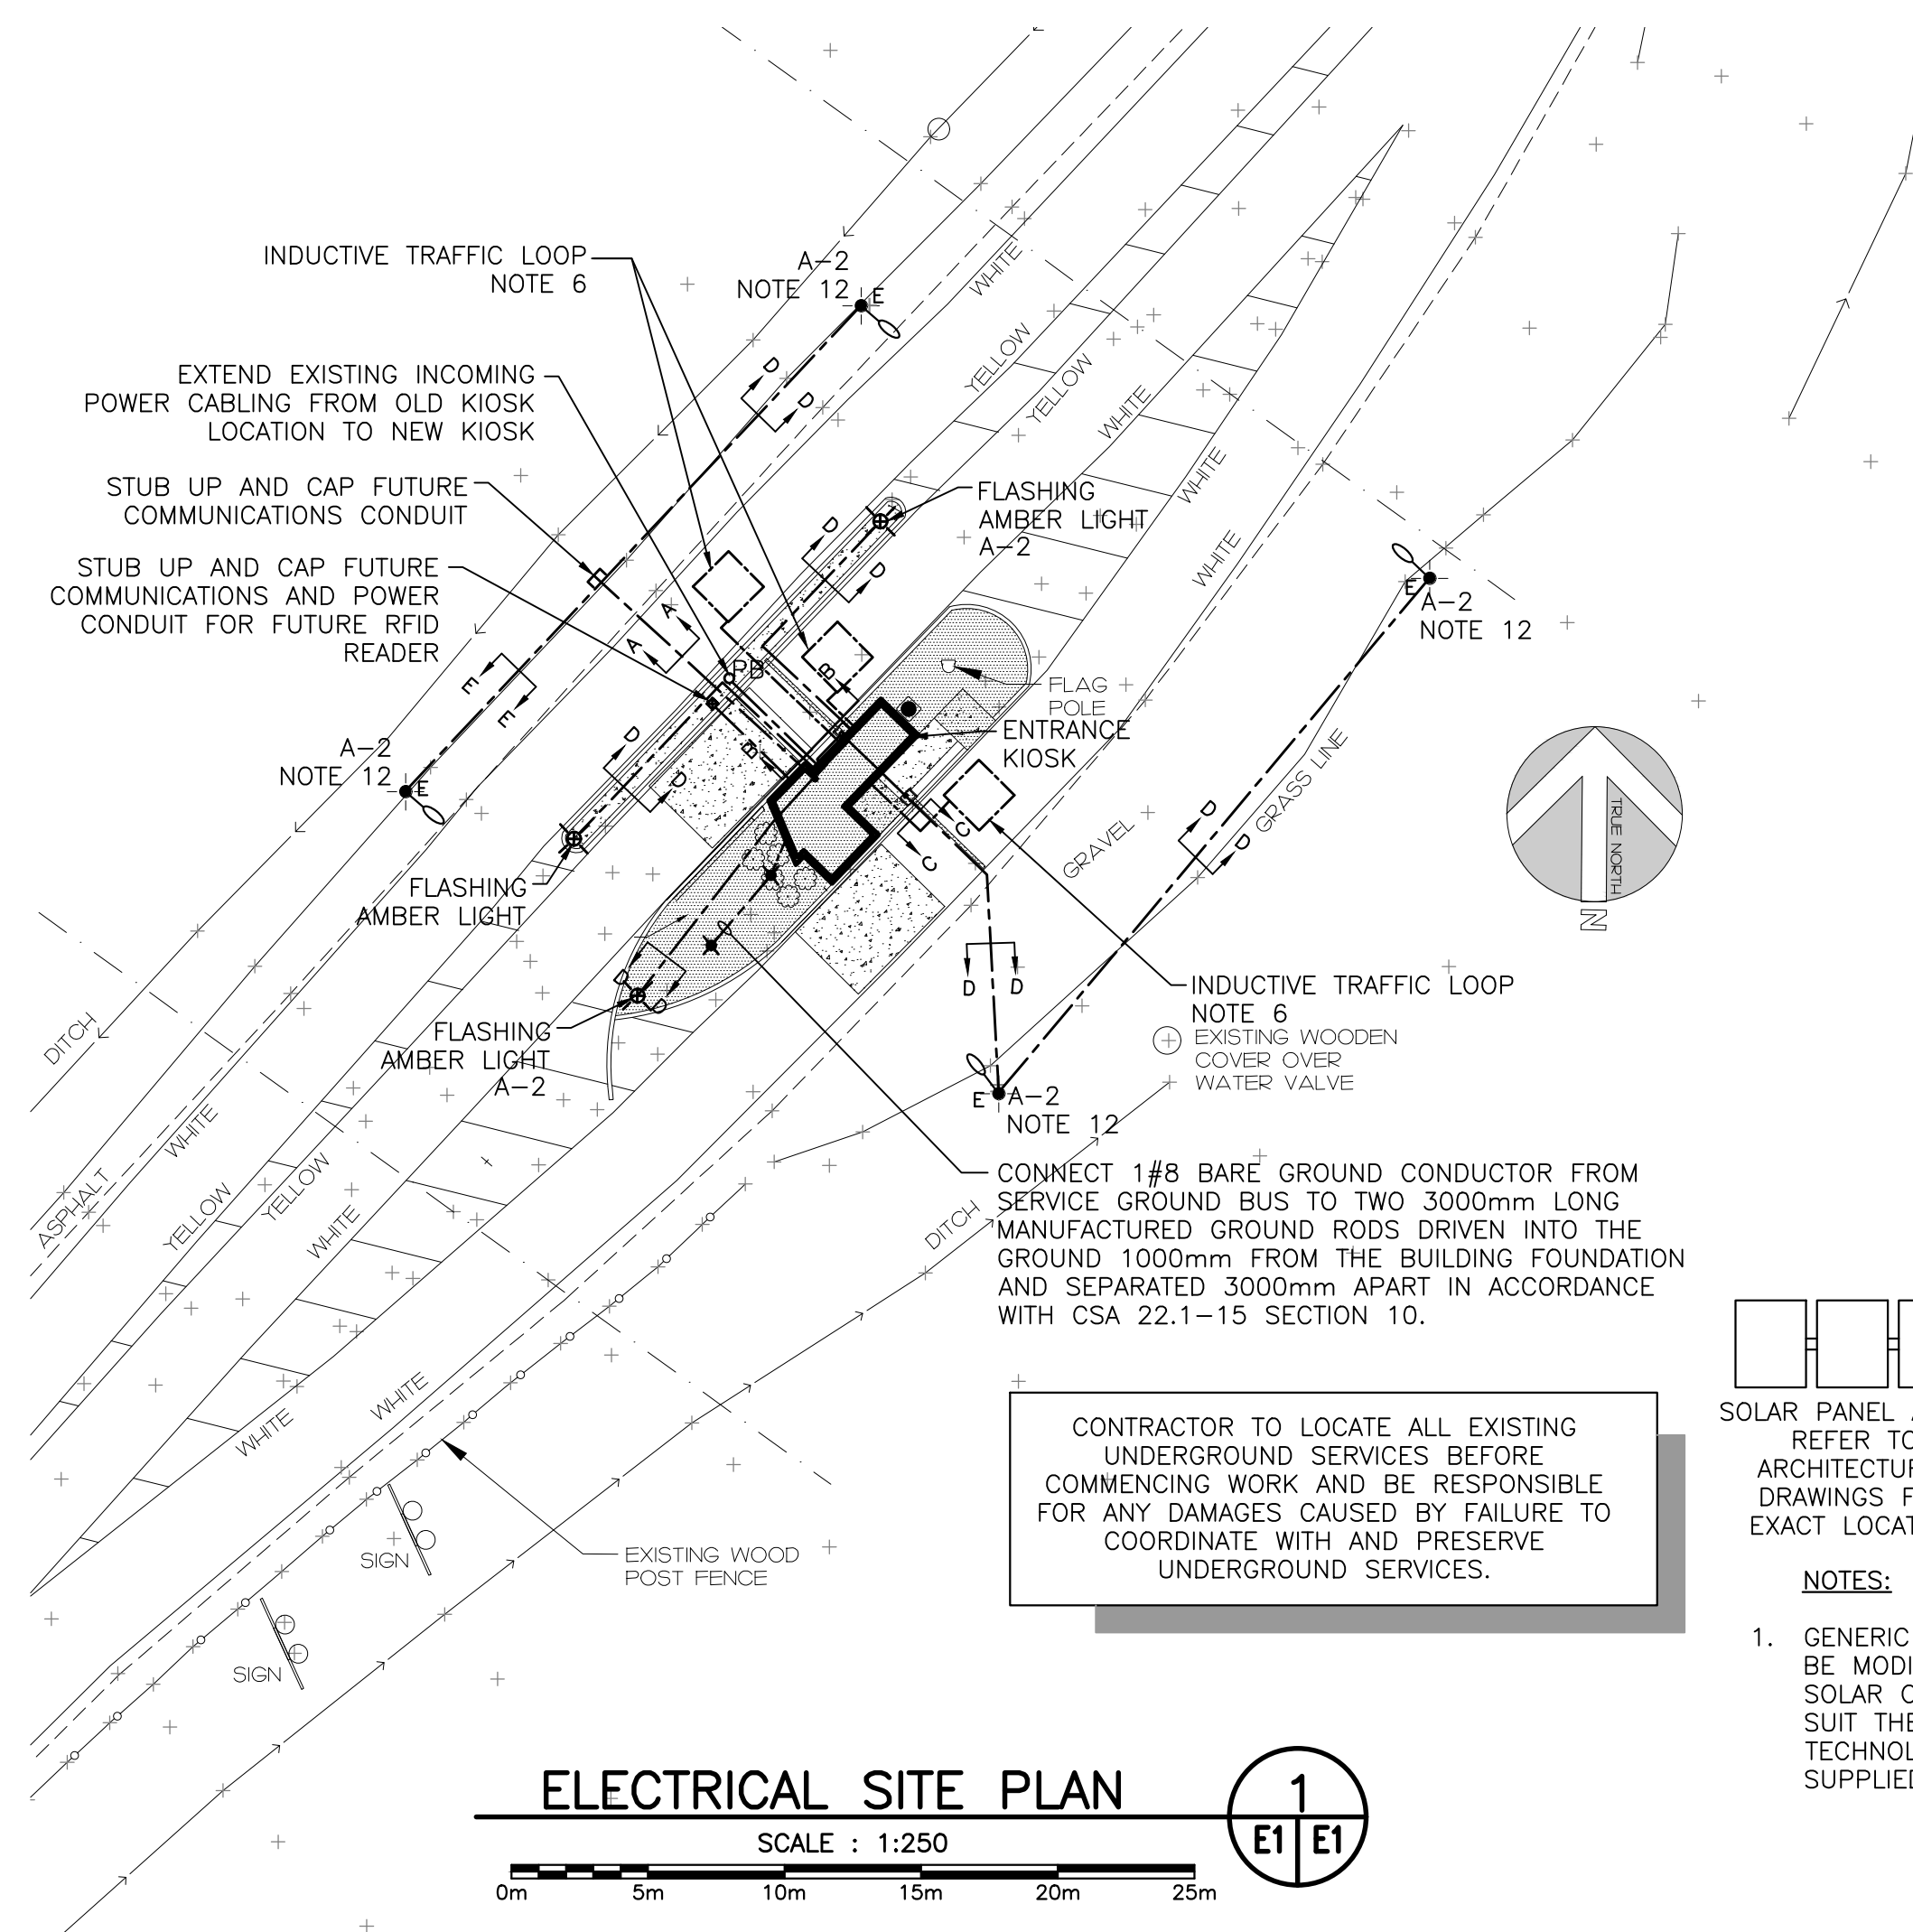 INDUCTIVE TRAFFIC LOOP
NOTE 6
A-2
NOTE 12
E
WHITE
EXTEND EXISTING INCOMING
POWER CABLING FROM OLD KIOSK
LOCATION TO NEW KIOSK
D
D
YELLOW
YELLOW
WHITE
WHITE
WHITE
STUB UP AND CAP FUTURE
COMMUNICATIONS CONDUIT
FLASHING
AMBER LIGHT
A-2
D
D
STUB UP AND CAP FUTURE
COMMUNICATIONS AND POWER
CONDUIT FOR FUTURE RFID
READER
A
A
PB
B
B
E
E
E
A-2
NOTE 12
FLAG
POLE
ENTRANCE
KIOSK
A-2
NOTE 12
E
D
D
C
C
GRAVEL
D
D
GRASS LINE
TRUE NORTH
N
FLASHING
AMBER LIGHT
D
D
D
D
INDUCTIVE TRAFFIC LOOP
NOTE 6
EXISTING WOODEN
COVER OVER
WATER VALVE
FLASHING
AMBER LIGHT
A-2
E
A-2
NOTE 12
DITCH
WHITE
ASPHALT
YELLOW
YELLOW
WHITE
DITCH
CONNECT 1#8 BARE GROUND CONDUCTOR FROM
SERVICE GROUND BUS TO TWO 3000mm LONG
MANUFACTURED GROUND RODS DRIVEN INTO THE
GROUND 1000mm FROM THE BUILDING FOUNDATION
AND SEPARATED 3000mm APART IN ACCORDANCE
WITH CSA 22.1-15 SECTION 10.
WHITE
WHITE
CONTRACTOR TO LOCATE ALL EXISTING
UNDERGROUND SERVICES BEFORE
COMMENCING WORK AND BE RESPONSIBLE
FOR ANY DAMAGES CAUSED BY FAILURE TO
COORDINATE WITH AND PRESERVE
UNDERGROUND SERVICES.
SOLAR PANEL
REFER TO
ARCHITECTUR
DRAWINGS F
EXACT LOCAT
SIGN
EXISTING WOOD
POST FENCE
SIGN
NOTES:
1. GENERIC
BE MODI
SOLAR
SUIT THE
TECHNOL
SUPPLIED
ELECTRICAL SITE PLAN
1
E1 E1
SCALE : 1:250
0m 5m 10m 15m 20m 25m